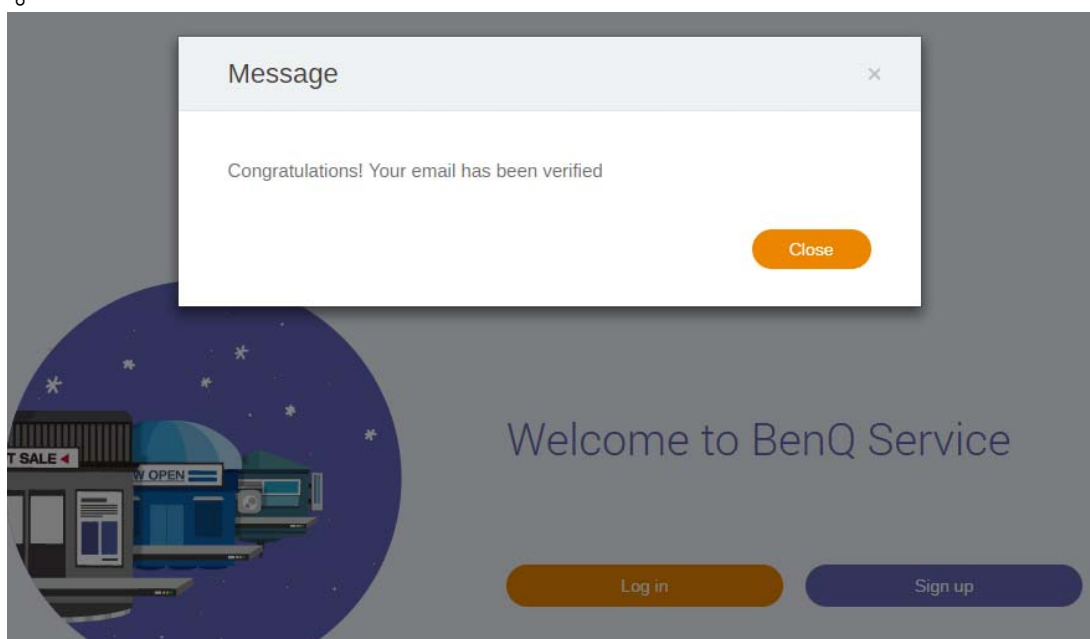 Message
×
Congratulations! Your email has been verified
Close
T SALE
W OPEN
Welcome to BenQ Service
Log in
Sign up